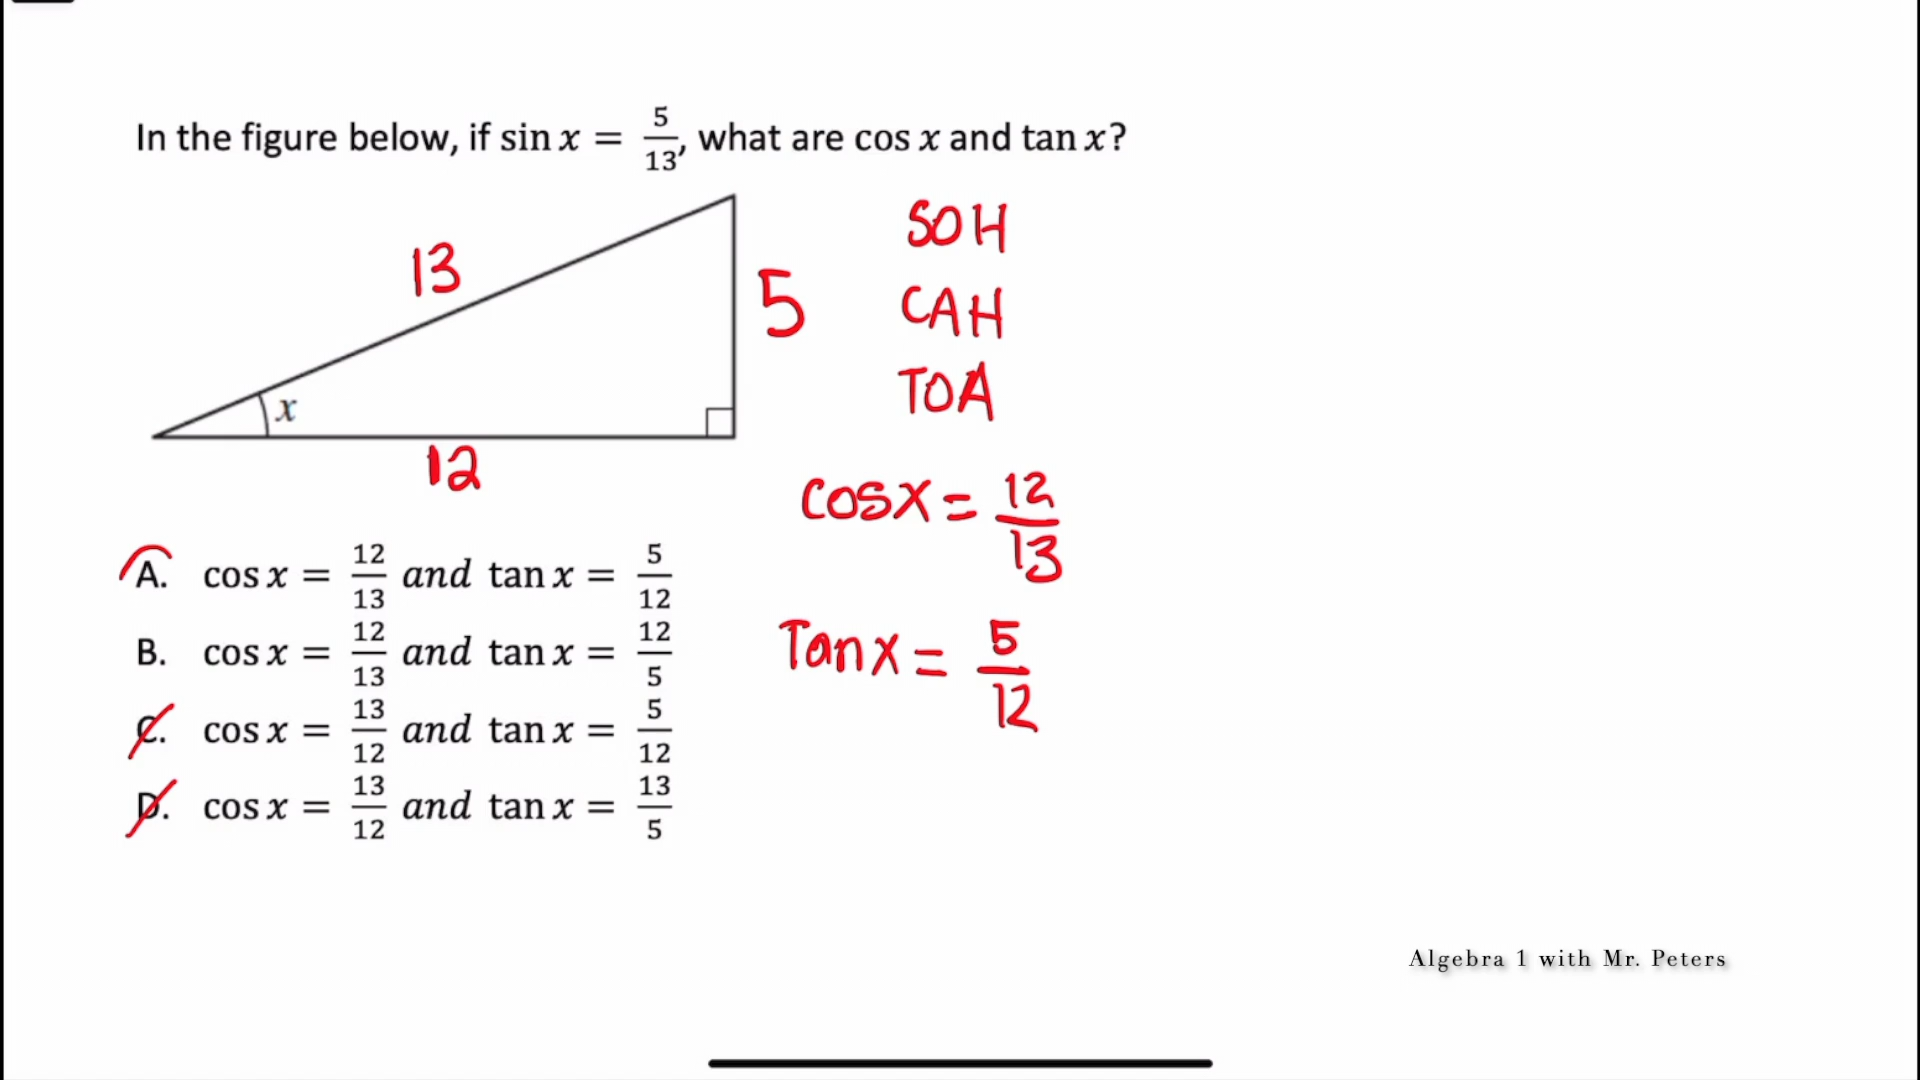 In the figure below, if sin x = 5/13, what are cos x and tan x?
13
5
x
12
SOH
CAH
TOA
cosx = 12/13
Tanx = 5/12
A. cos x = 12/13 and tan x = 5/12
B. cos x = 12/13 and tan x = 12/5
C. cos x = 13/12 and tan x = 5/12
D. cos x = 13/12 and tan x = 13/5
Algebra 1 with Mr. Peters